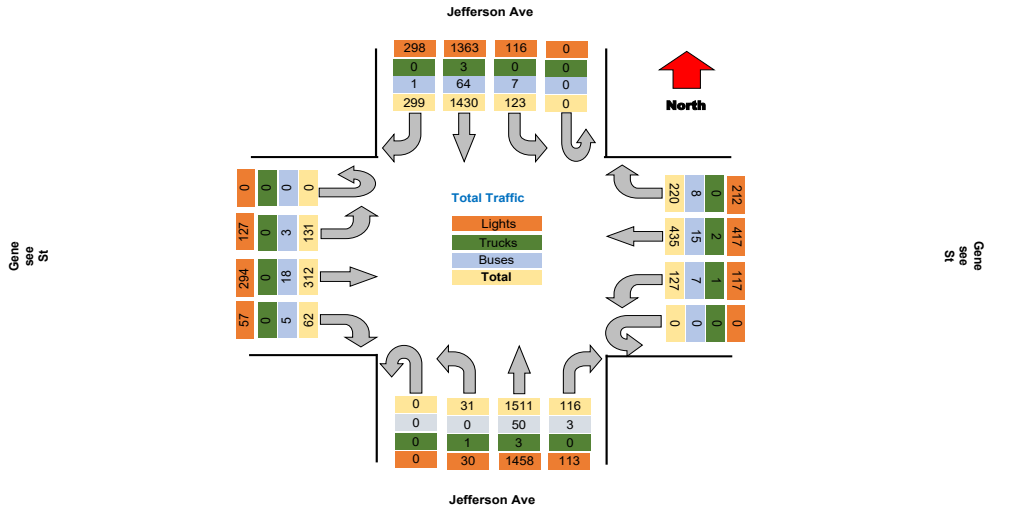 Jefferson Ave
298 1363 116 0
0 3 0 0
1 64 7 0
299 1430 123 0
North
0 0 0 0
127 0 3 131
294 0 18 312
57 0 5 62
Gene
see
St
Total Traffic
Lights
Trucks
Buses
Total
220 8 0 212
435 15 2 417
127 7 1 117
0 0 0 0
Gene
see
St
0 31 1511 116
0 0 50 3
0 1 3 0
0 30 1458 113
Jefferson Ave